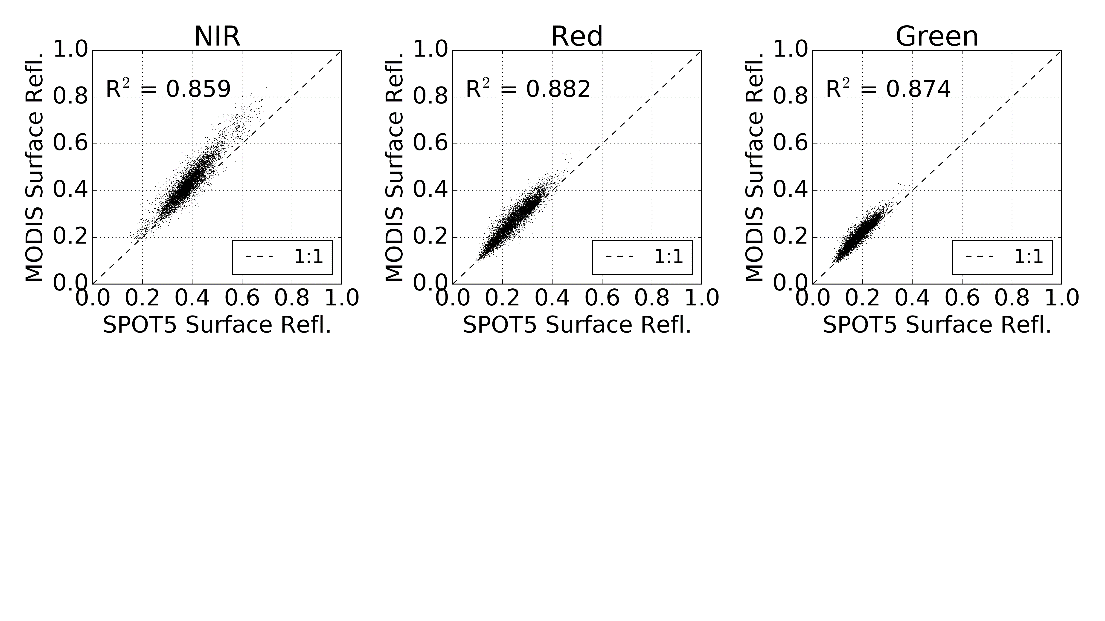 NIR
R² = 0.859
MODIS Surface Refl.
1.0
0.8
0.6
0.4
0.2
0.0
1:1
0.0 0.2 0.4 0.6 0.8 1.0
SPOT5 Surface Refl.
Red
R² = 0.882
MODIS Surface Refl.
1.0
0.8
0.6
0.4
0.2
0.0
1:1
0.0 0.2 0.4 0.6 0.8 1.0
SPOT5 Surface Refl.
Green
R² = 0.874
MODIS Surface Refl.
1.0
0.8
0.6
0.4
0.2
0.0
1:1
0.0 0.2 0.4 0.6 0.8 1.0
SPOT5 Surface Refl.